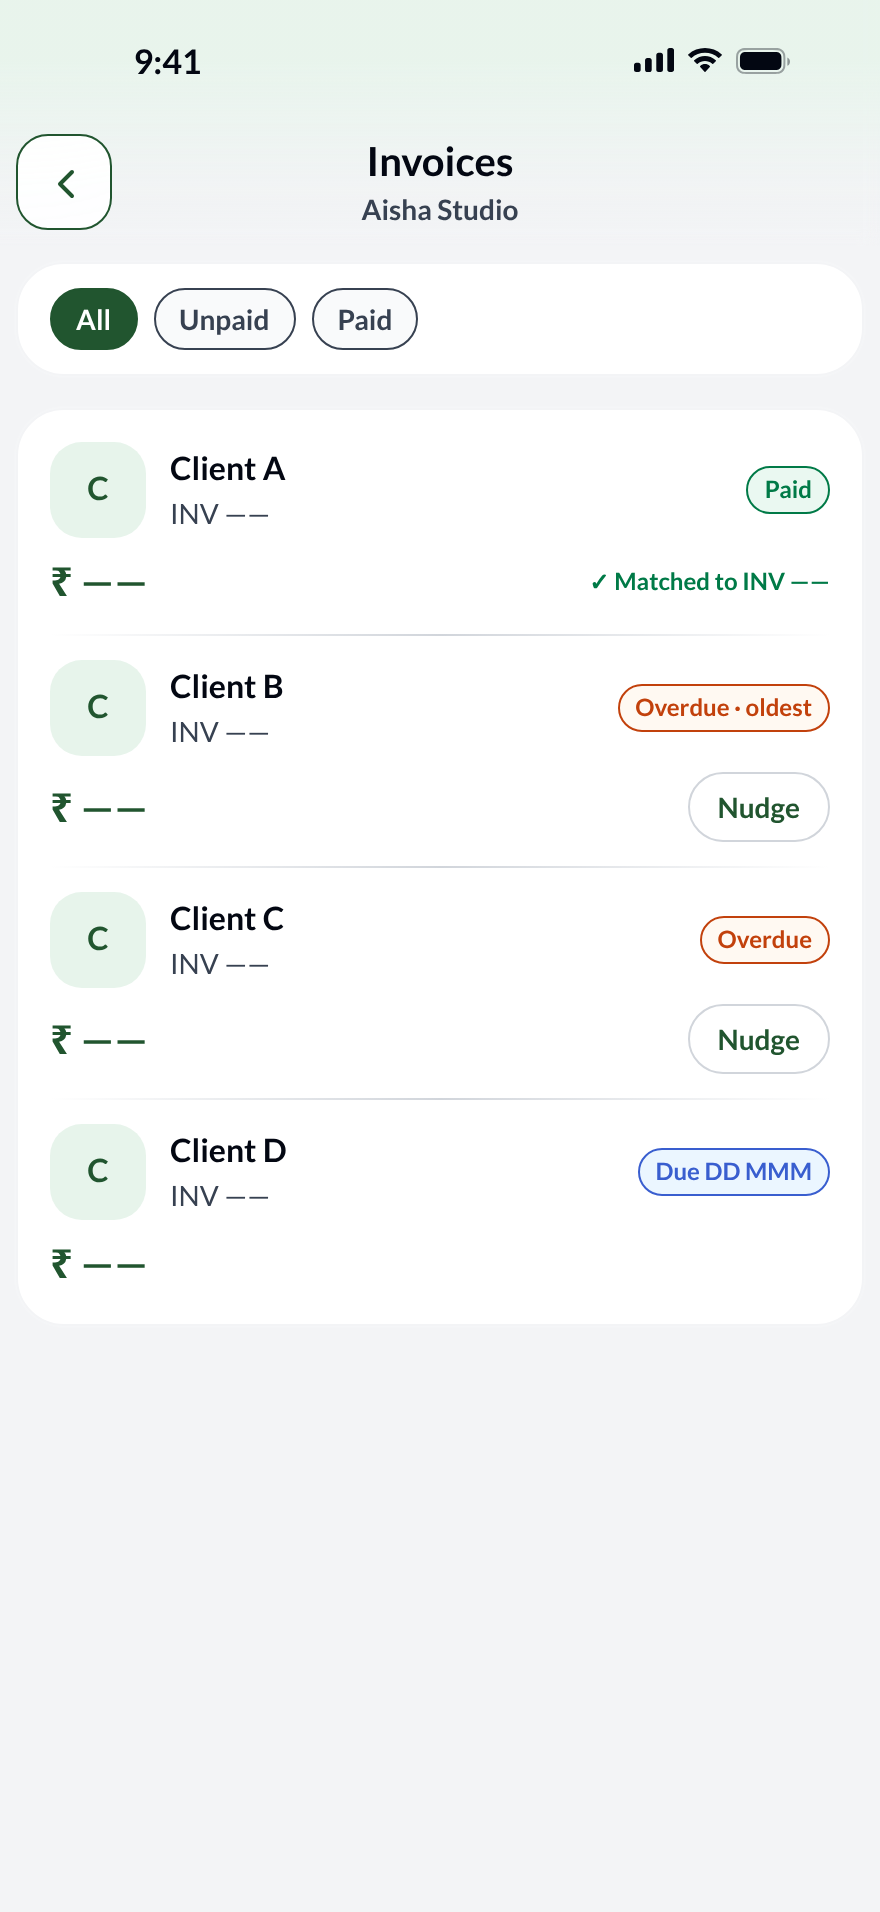 9:41
Invoices
Aisha Studio
All
Unpaid
Paid
C
Client A
INV ——
Paid
₹ ——
✓ Matched to INV ——
C
Client B
INV ——
Overdue · oldest
₹ ——
Nudge
C
Client C
INV ——
Overdue
₹ ——
Nudge
C
Client D
INV ——
Due DD MMM
₹ ——